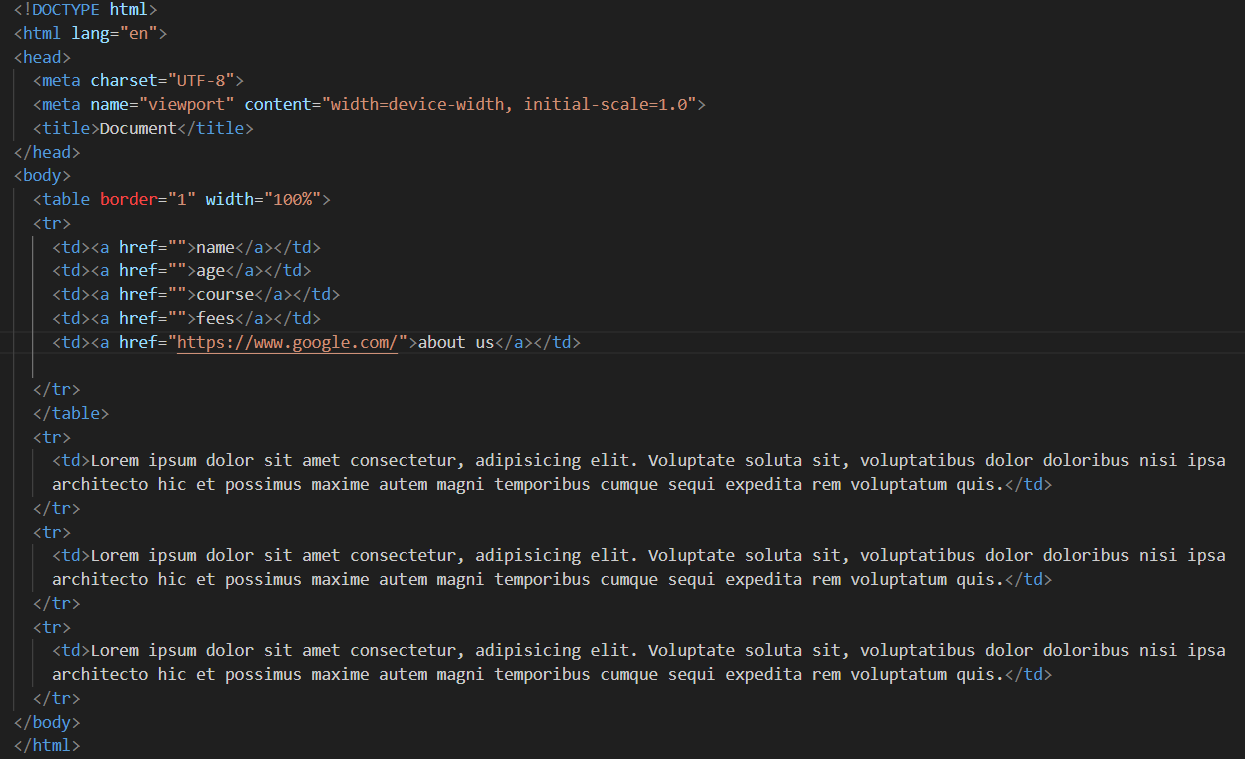 <!DOCTYPE html>
<html lang="en">
<head>
  <meta charset="UTF-8">
  <meta name="viewport" content="width=device-width, initial-scale=1.0">
  <title>Document</title>
</head>
<body>
  <table border="1" width="100%">
  <tr>
    <td><a href="">name</a></td>
    <td><a href="">age</a></td>
    <td><a href="">course</a></td>
    <td><a href="">fees</a></td>
    <td><a href="https://www.google.com/">about us</a></td>

  </tr>
  </table>
  <tr>
    <td>Lorem ipsum dolor sit amet consectetur, adipisicing elit. Voluptate soluta sit, voluptatibus dolor doloribus nisi ipsa
    architecto hic et possimus maxime autem magni temporibus cumque sequi expedita rem voluptatum quis.</td>
  </tr>
  <tr>
    <td>Lorem ipsum dolor sit amet consectetur, adipisicing elit. Voluptate soluta sit, voluptatibus dolor doloribus nisi ipsa
    architecto hic et possimus maxime autem magni temporibus cumque sequi expedita rem voluptatum quis.</td>
  </tr>
  <tr>
    <td>Lorem ipsum dolor sit amet consectetur, adipisicing elit. Voluptate soluta sit, voluptatibus dolor doloribus nisi ipsa
    architecto hic et possimus maxime autem magni temporibus cumque sequi expedita rem voluptatum quis.</td>
  </tr>
</body>
</html>